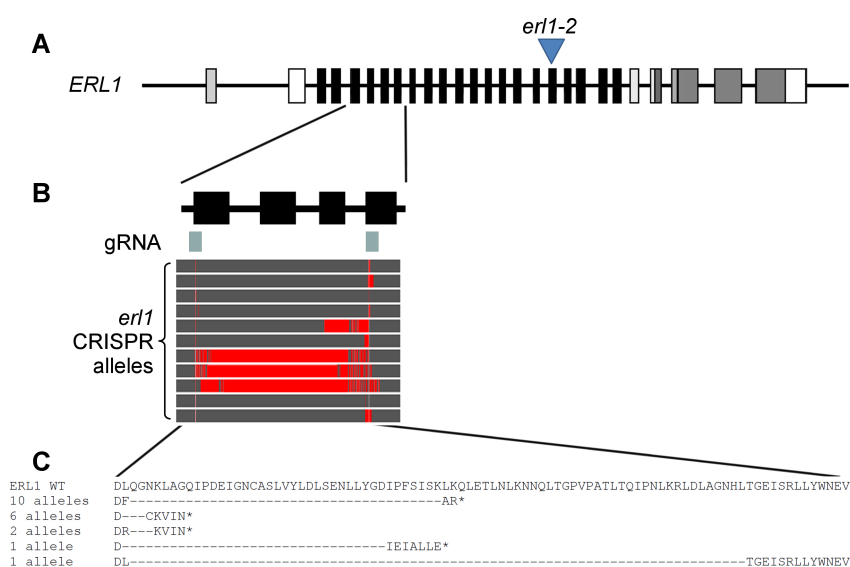 A
erl1-2
ERL1
B
gRNA
erl1
CRISPR
alleles
C
ERL1 WT DLQGNKLAGQIPDEIGNCASLVYLDLSENLLYGDIPFSISKLKQLETLNLKNNQLTGPVPATLTQIPNLKRLDLAGNHLTGEISRLLYWNEV
10 alleles DF----------------------------------------AR*
6 alleles D---CKVIN*
2 alleles DR---KVIN*
1 allele D---------------------------------IEIALLE*
1 allele DL------------------------------------------------------------------------------TGEISRLLYWNEV